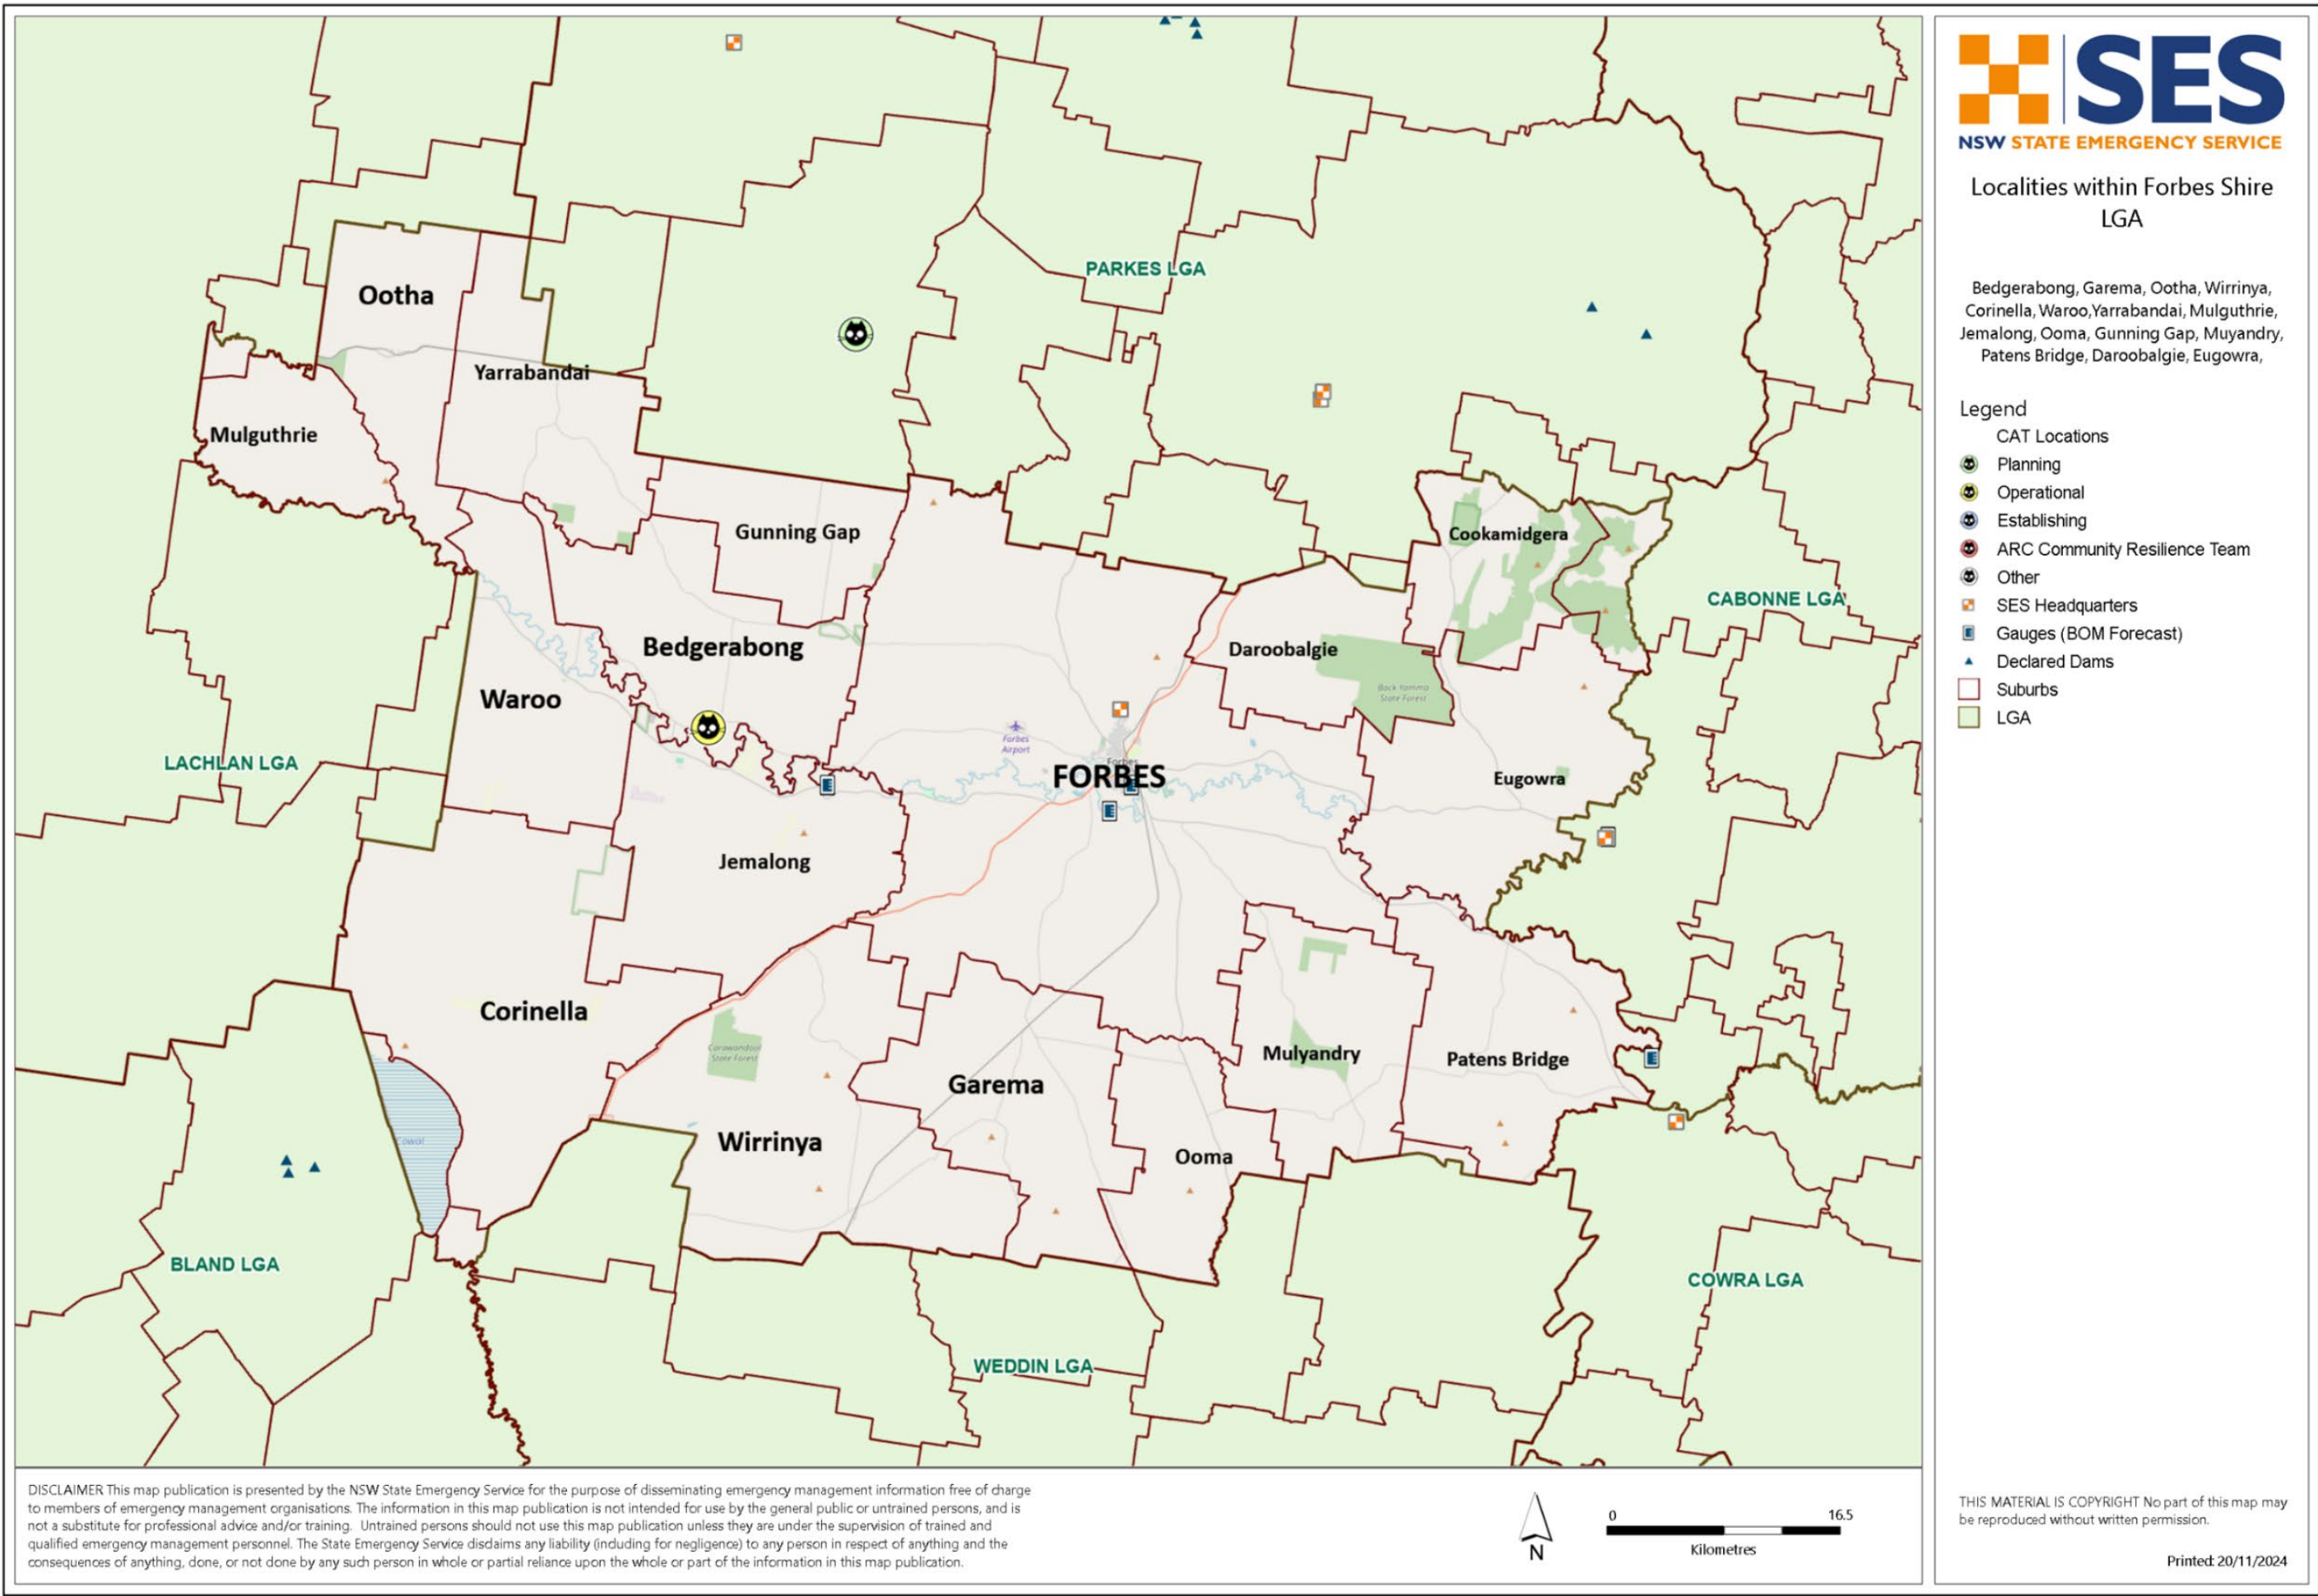 Ootha
PARKES LGA
Yarrabandai
Mulguthrie
Gunning Gap
Cookamidgera
CABONNE LGA
Bedgerabong
Daroobalgie
Back Yamma
State Forest
Waroo
Forbes
Airport
LACHLAN LGA
Forbes
FORBES
Eugowra
Jemalong
Corinella
Carawandool
State Forest
Mulyandry
Patens Bridge
Garema
Cowal
Wirrinya
Ooma
BLAND LGA
COWRA LGA
WEDDIN LGA
SES
NSW STATE EMERGENCY SERVICE
Localities within Forbes Shire
LGA
Bedgerabong, Garema, Ootha, Wirrinya,
Corinella, Waroo,Yarrabandai, Mulguthrie,
Jemalong, Ooma, Gunning Gap, Muyandry,
Patens Bridge, Daroobalgie, Eugowra,
Legend
CAT Locations
Planning
Operational
Establishing
ARC Community Resilience Team
Other
SES Headquarters
Gauges (BOM Forecast)
Declared Dams
Suburbs
LGA
DISCLAIMER This map publication is presented by the NSW State Emergency Service for the purpose of disseminating emergency management information free of charge
to members of emergency management organisations. The information in this map publication is not intended for use by the general public or untrained persons, and is
not a substitute for professional advice and/or training. Untrained persons should not use this map publication unless they are under the supervision of trained and
qualified emergency management personnel. The State Emergency Service disclaims any liability (including for negligence) to any person in respect of anything and the
consequences of anything, done, or not done by any such person in whole or partial reliance upon the whole or part of the information in this map publication.
N
0 16.5
Kilometres
THIS MATERIAL IS COPYRIGHT No part of this map may
be reproduced without written permission.
Printed: 20/11/2024